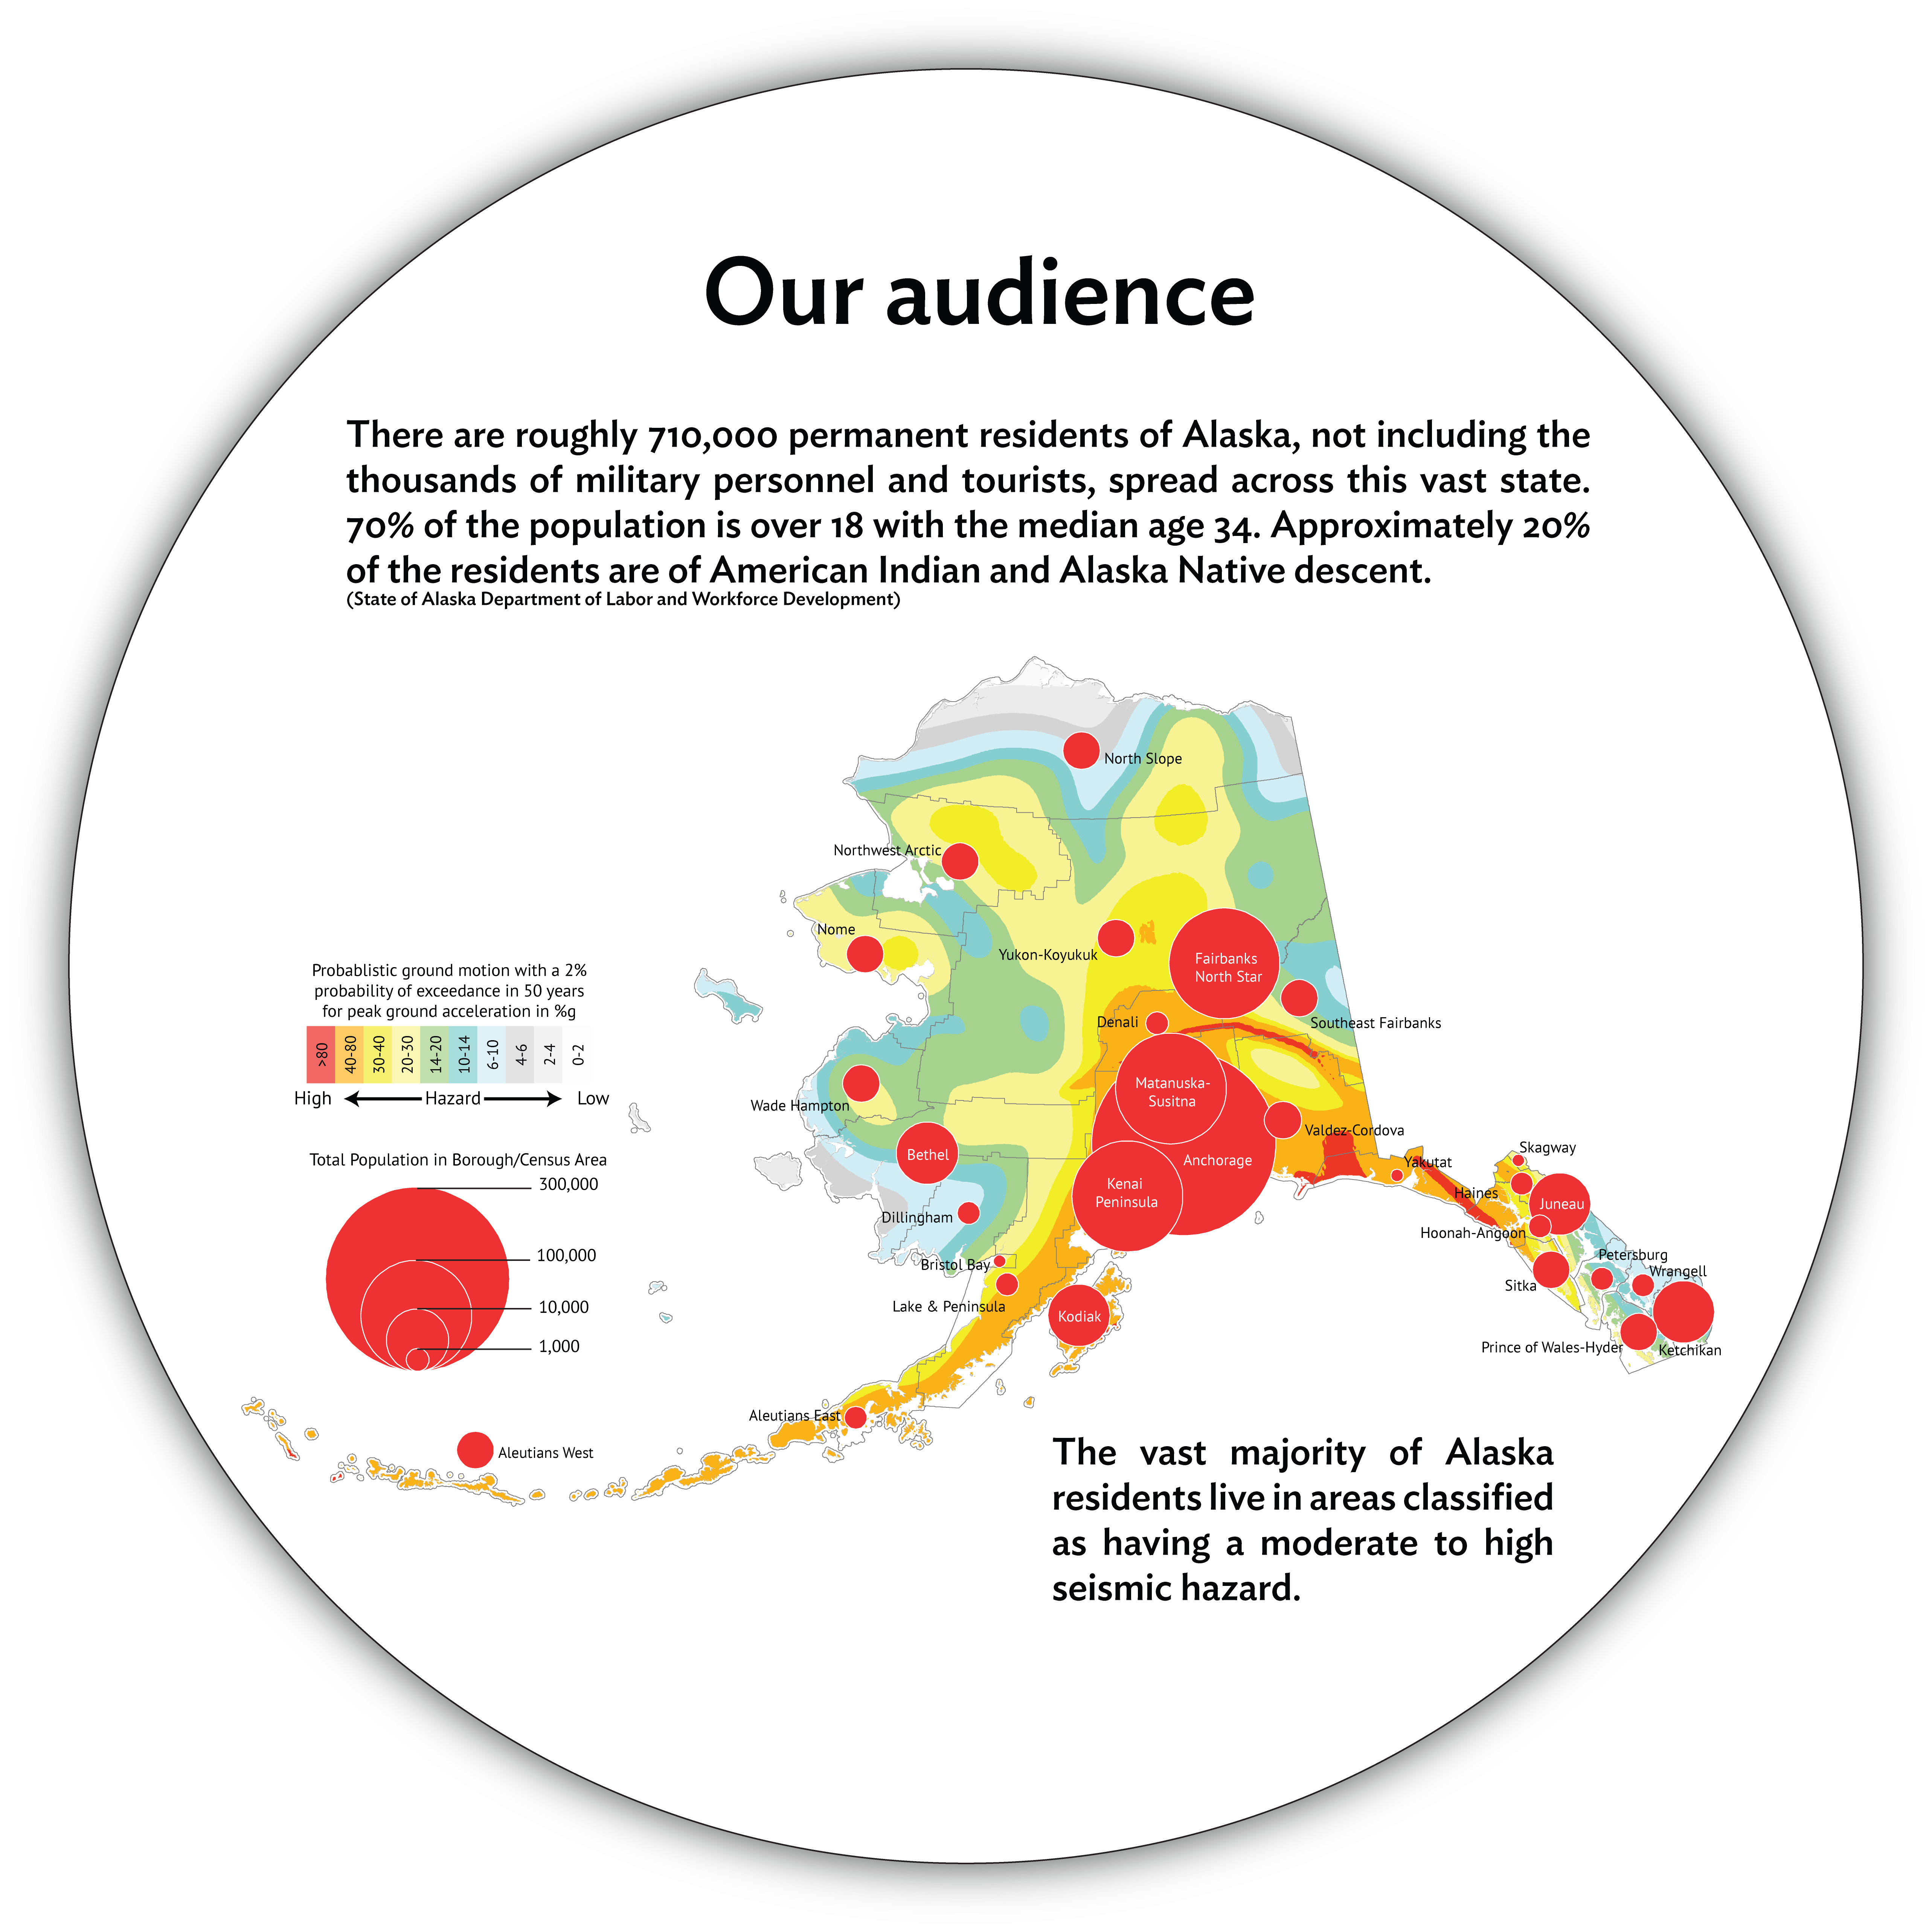 Our audience
There are roughly 710,000 permanent residents of Alaska, not including the
thousands of military personnel and tourists, spread across this vast state.
70% of the population is over 18 with the median age 34. Approximately 20%
of the residents are of American Indian and Alaska Native descent.
(State of Alaska Department of Labor and Workforce Development)
North Slope
Northwest Arctic
Nome
Yukon-Koyukuk
Fairbanks
North Star
Southeast Fairbanks
Denali
Matanuska-
Susitna
Wade Hampton
Bethel
Valdez-Cordova
Anchorage
Kenai
Peninsula
Dillingham
Bristol Bay
Lake & Peninsula
Kodiak
Yakutat
Skagway
Haines
Juneau
Hoonah-Angoon
Petersburg
Wrangell
Sitka
Prince of Wales-Hyder
Ketchikan
Aleutians East
Aleutians West
Probablistic ground motion with a 2%
probability of exceedance in 50 years
for peak ground acceleration in %g
>80 40-80 30-40 20-30 14-20 10-14 6-10 4-6 2-4 0-2
High Hazard Low
Total Population in Borough/Census Area
300,000
100,000
10,000
1,000
The vast majority of Alaska
residents live in areas classified
as having a moderate to high
seismic hazard.